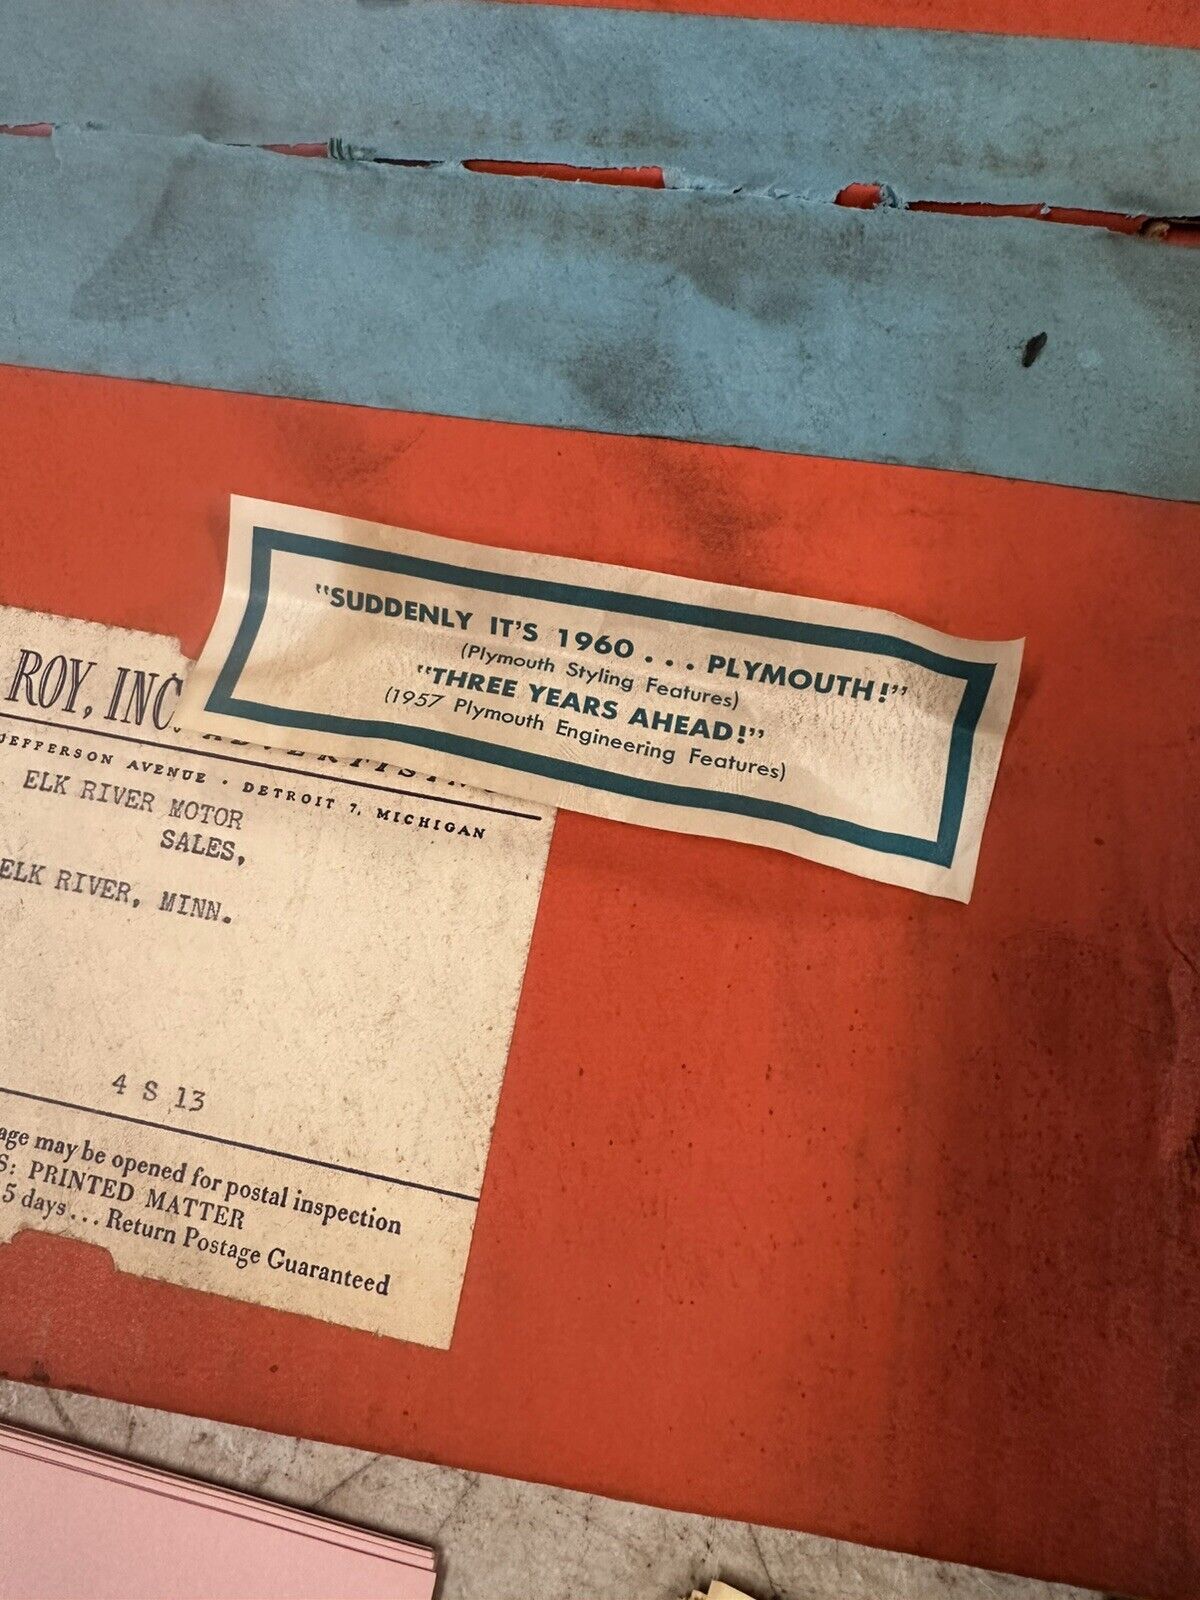 "SUDDENLY IT'S 1960 . . . PLYMOUTH!"
(Plymouth Styling Features)
"THREE YEARS AHEAD!"
(1957 Plymouth Engineering Features)
ROY, INC. ADVERTISING
JEFFERSON AVENUE · DETROIT 7, MICHIGAN
ELK RIVER MOTOR
SALES,
ELK RIVER, MINN.
4 S 13
may be opened for postal inspection
PRINTED MATTER
5 days . . . Return Postage Guaranteed